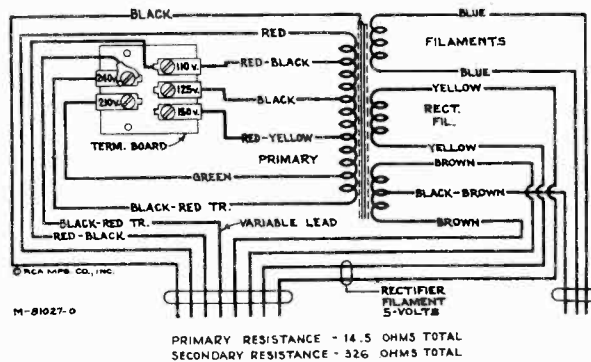 BLACK
BLUE
RED
FILAMENTS
RED-BLACK
110 v.
240v.
BLUE
YELLOW
125v.
BLACK
210v.
RECT.
FIL.
150v.
RED-YELLOW
TERM. BOARD
PRIMARY
YELLOW
BROWN
GREEN
BLACK-BROWN
BLACK-RED TR.
BLACK-RED TR.
VARIABLE LEAD
BROWN
RED-BLACK
© RCA MFG. CO., INC.
RECTIFIER
FILAMENT
5-VOLTS
M-81027-0
PRIMARY RESISTANCE - 14.5 OHMS TOTAL
SECONDARY RESISTANCE - 326 OHMS TOTAL